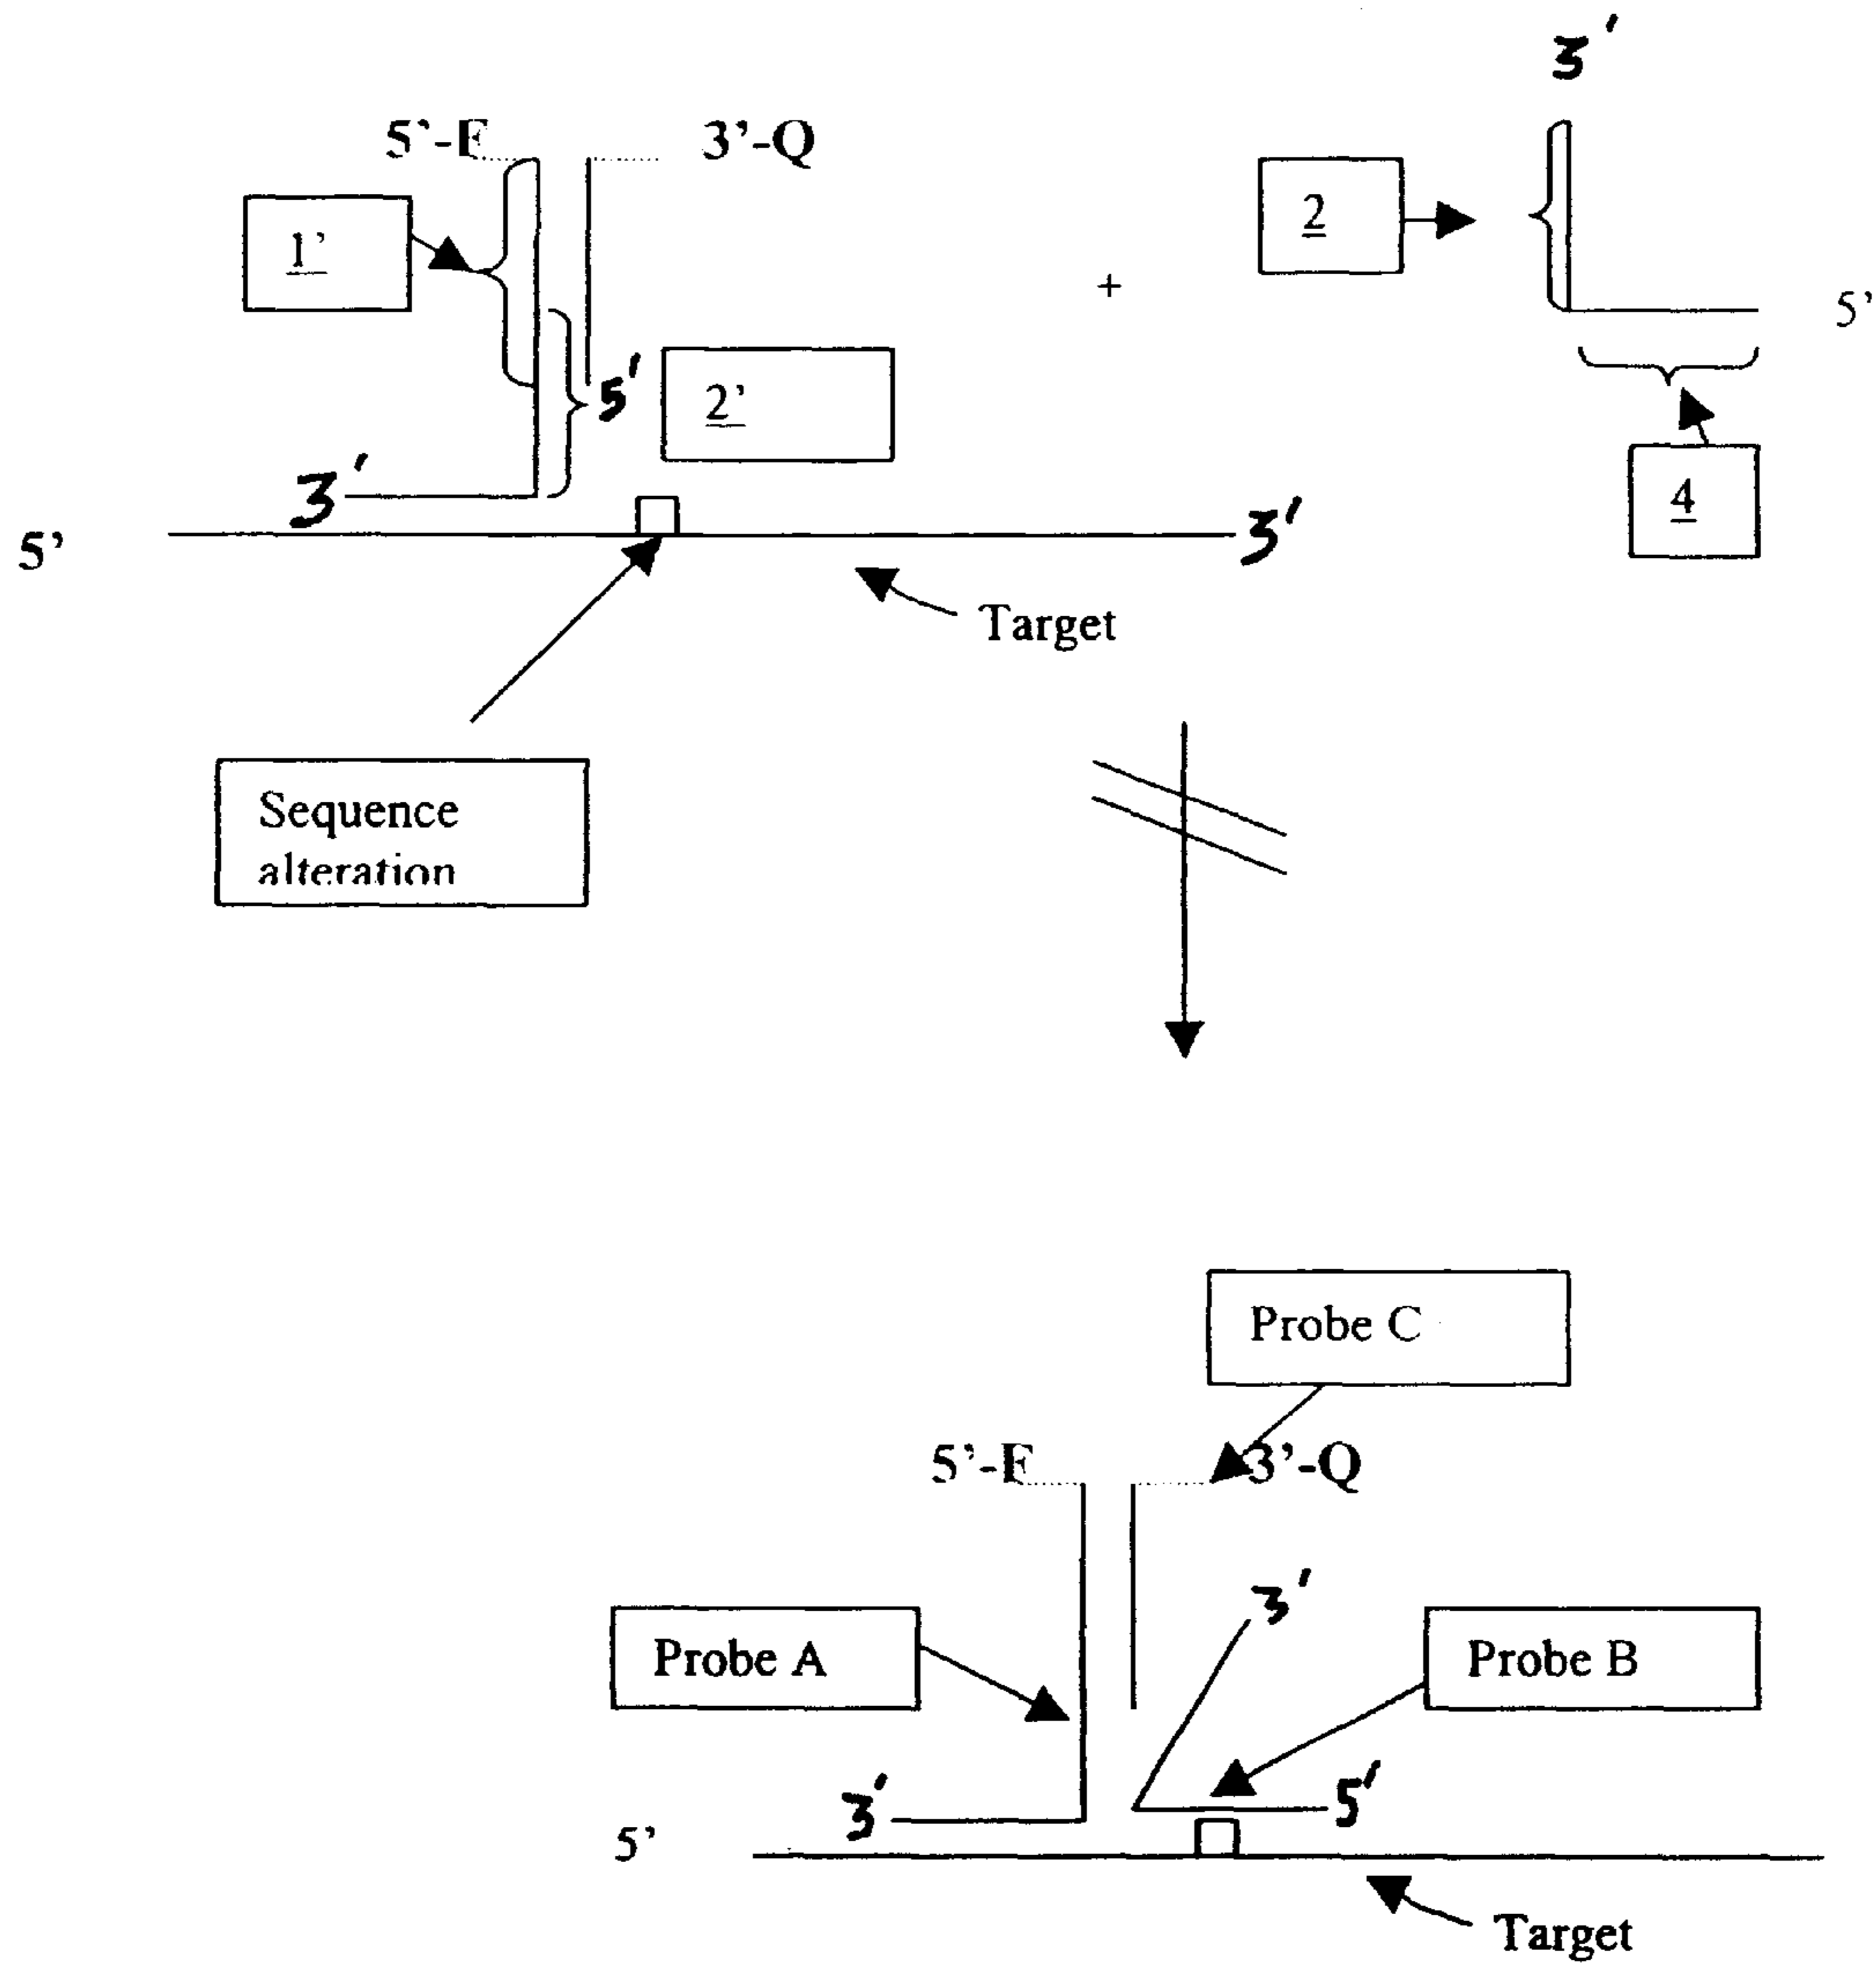 3'
5'-F
3'-Q
1'
2
+
5'
5'
2'
4
3'
5'
3'
Target
Sequence
alteration
Probe C
5'-F
3'-Q
3'
Probe A
Probe B
3'
5'
5'
Target